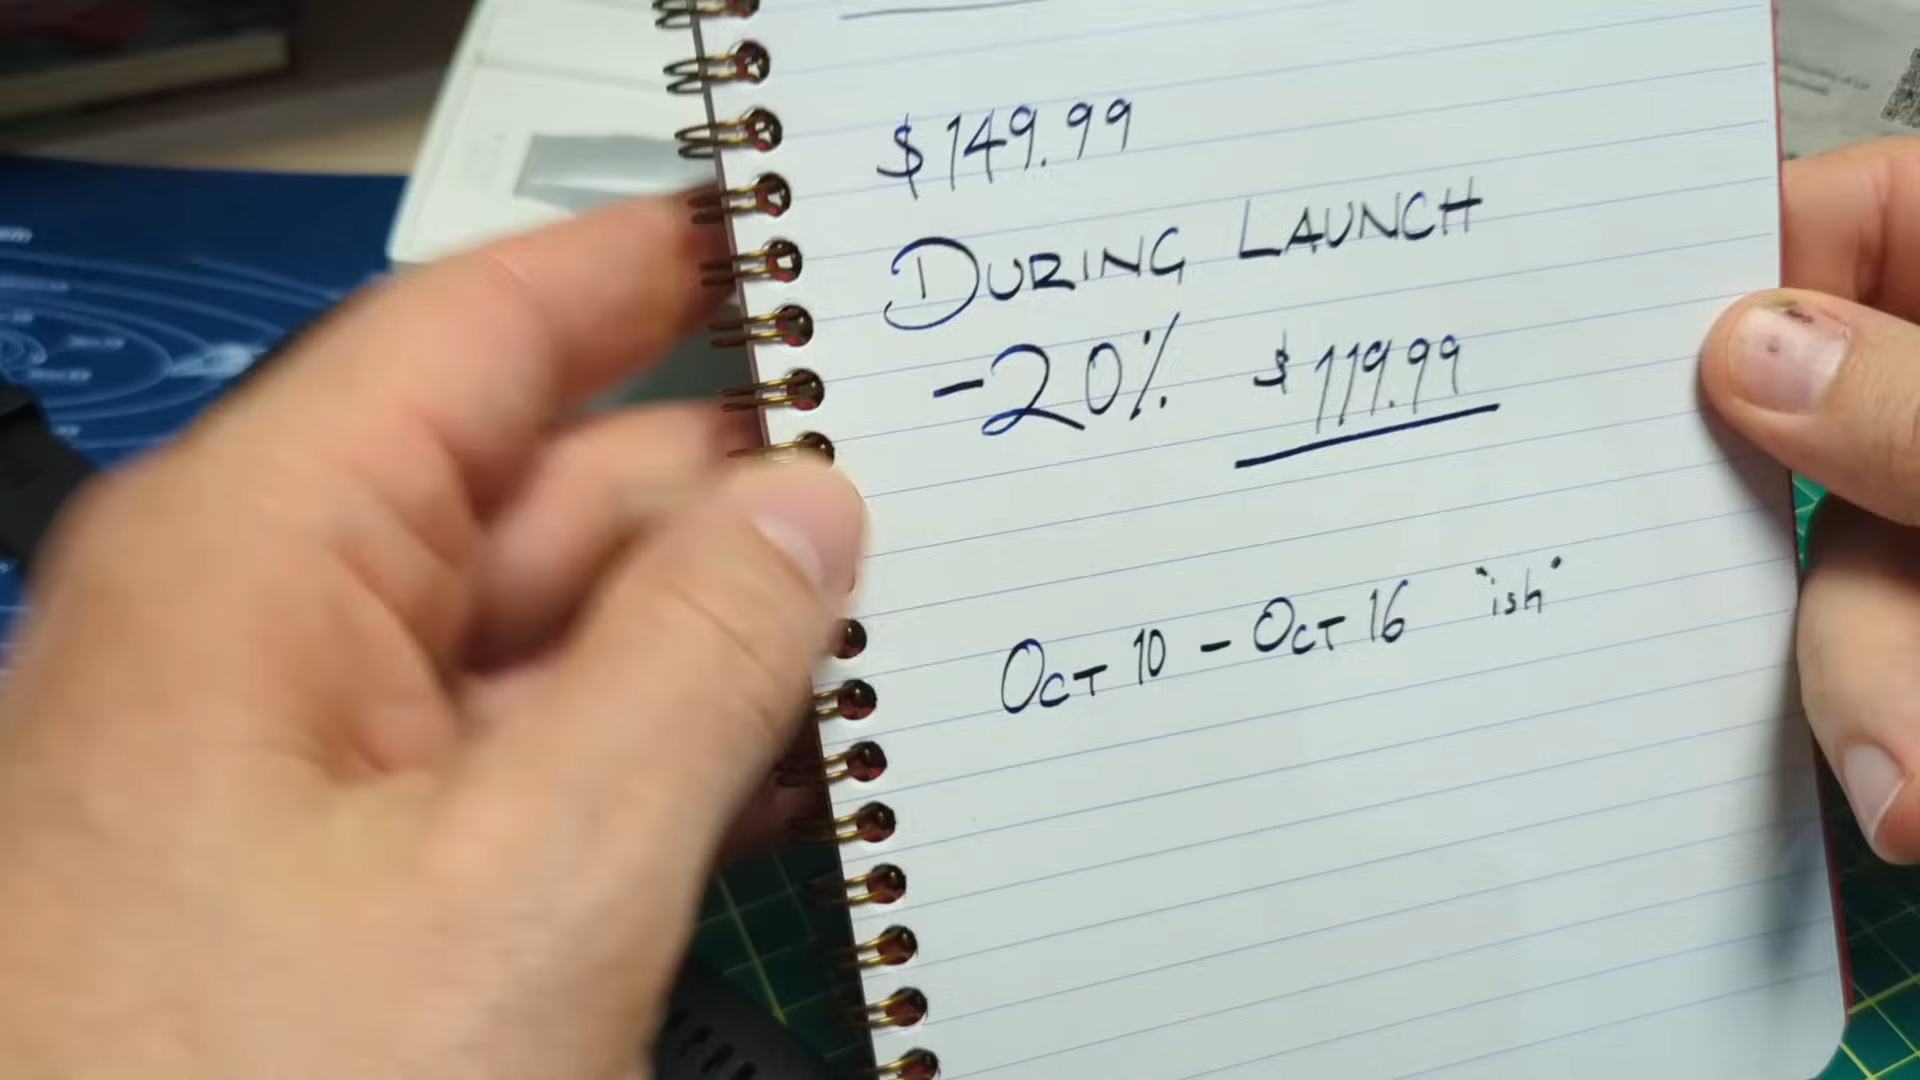 $149.99
DURING LAUNCH
-20% $119.99
OCT 10 - OCT 16 "ish"